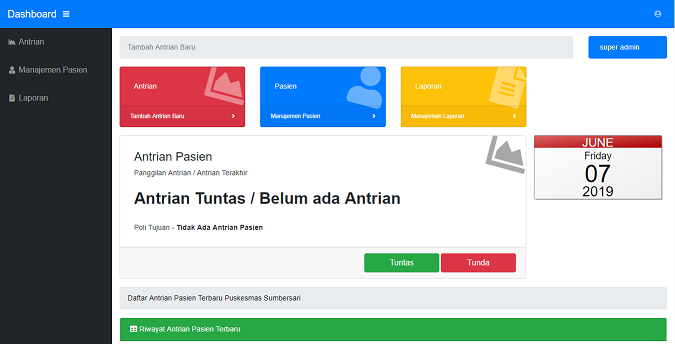 Dashboard
Antrian
Manajemen Pasien
Laporan
Tambah Antrian Baru
super admin
Antrian
Tambah Antrian Baru
Pasien
Manajemen Pasien
Laporan
Manajemen Laporan
Antrian Pasien
Panggilan Antrian / Antrian Terakhir
Antrian Tuntas / Belum ada Antrian
Poli Tujuan - Tidak Ada Antrian Pasien
Tuntas
Tunda
JUNE
Friday
07
2019
Daftar Antrian Pasien Terbaru Puskesmas Sumbersari
Riwayat Antrian Pasien Terbaru